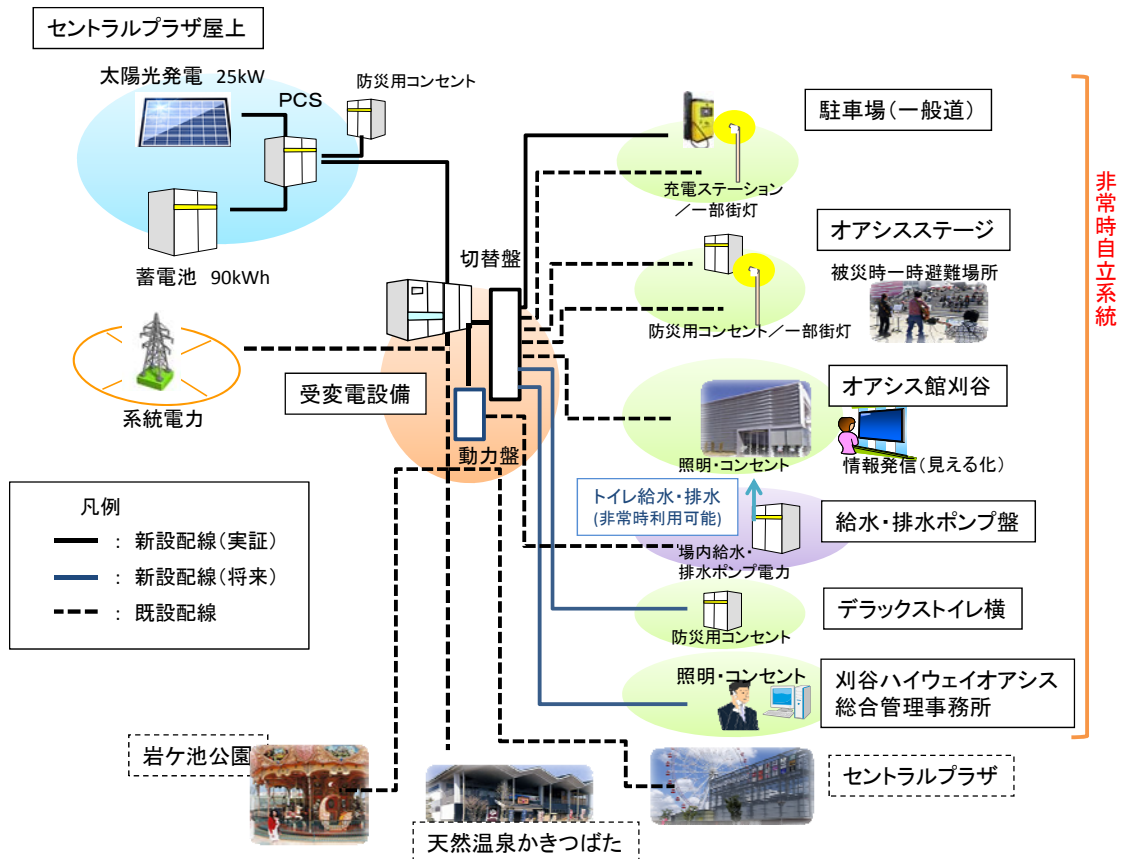 セントラルプラザ屋上
太陽光発電 25kW
PCS
防災用コンセント
蓄電池 90kWh
系統電力
切替盤
受変電設備
動力盤
駐車場(一般道)
充電ステーション
/一部街灯
オアシスステージ
被災時一時避難場所
防災用コンセント/一部街灯
オアシス館刈谷
照明・コンセント
情報発信(見える化)
トイレ給水・排水
(非常時利用可能)
給水・排水ポンプ盤
場内給水・
排水ポンプ電力
デラックストイレ横
防災用コンセント
照明・コンセント
刈谷ハイウェイオアシス
総合管理事務所
非常時自立系統
凡例
: 新設配線(実証)
: 新設配線(将来)
: 既設配線
岩ケ池公園
天然温泉かきつばた
セントラルプラザ